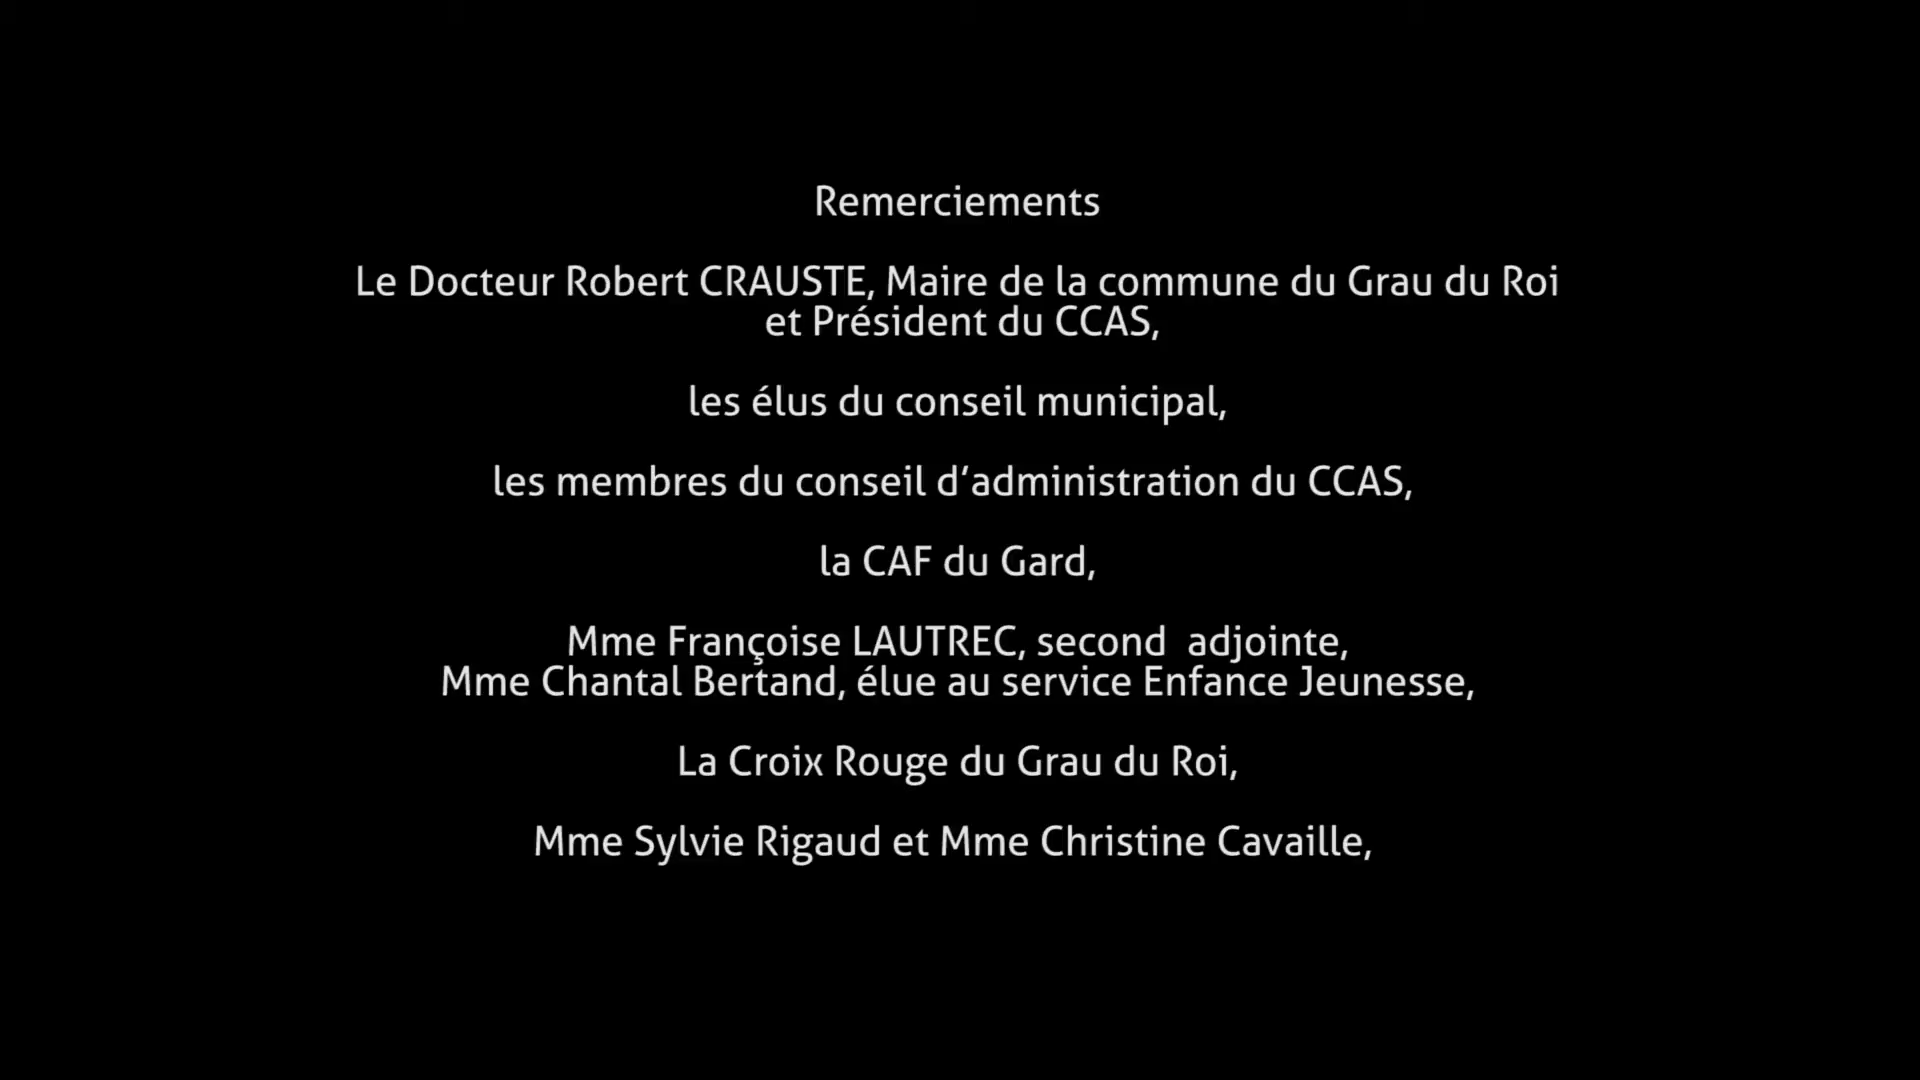 Remerciements
Le Docteur Robert CRAUSTE, Maire de la commune du Grau du Roi
et Président du CCAS,
les élus du conseil municipal,
les membres du conseil d’administration du CCAS,
la CAF du Gard,
Mme Françoise LAUTREC, second  adjointe,
Mme Chantal Bertand, élue au service Enfance Jeunesse,
La Croix Rouge du Grau du Roi,
Mme Sylvie Rigaud et Mme Christine Cavaille,